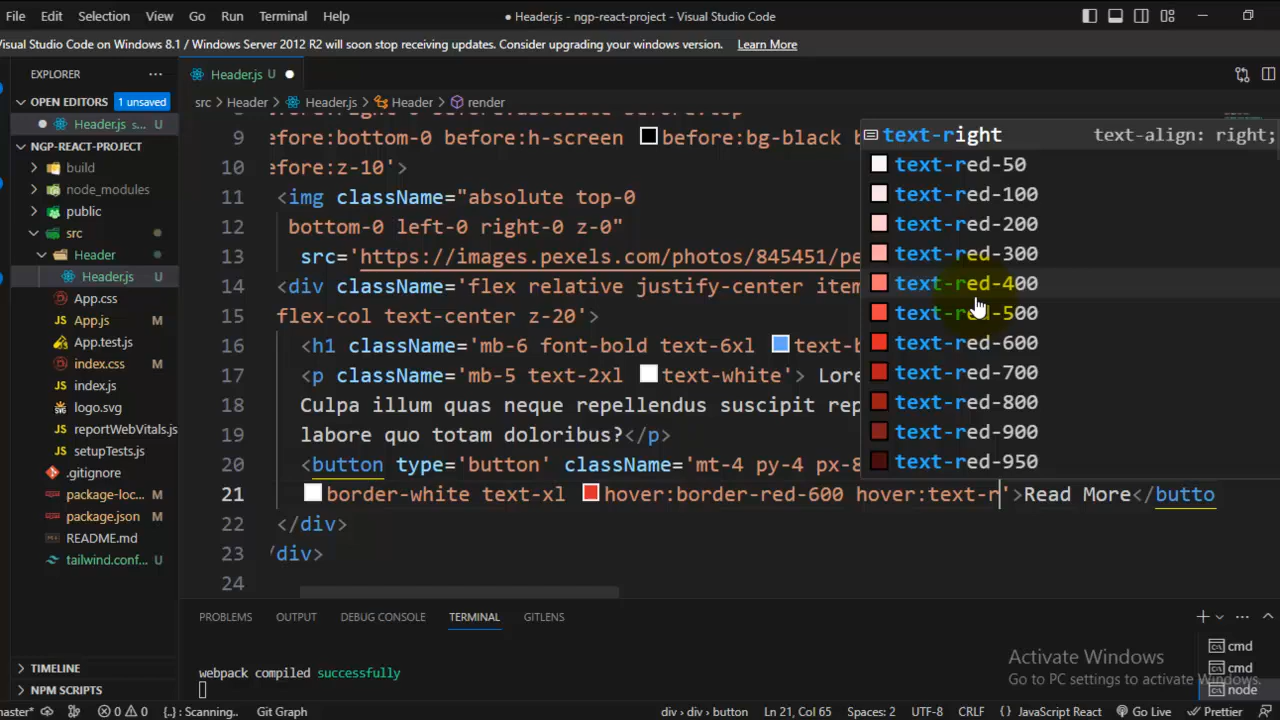 File Edit Selection View Go Run Terminal Help
● Header.js - ngp-react-project - Visual Studio Code
Visual Studio Code on Windows 8.1 / Windows Server 2012 R2 will soon stop receiving updates. Consider upgrading your windows version. Learn More
EXPLORER ...
OPEN EDITORS 1 unsaved
● Header.js s... U
NGP-REACT-PROJECT
build
node_modules
public
src
Header
Header.js U
App.css
App.js M
App.test.js
index.css M
index.js
logo.svg
reportWebVitals.js
setupTests.js
.gitignore
package-loc... M
package.json M
README.md
tailwind.conf... U
TIMELINE
NPM SCRIPTS
Header.js U ●
src > Header > Header.js > Header > render
9 efore:bottom-0 before:h-screen before:bg-black b
10 efore:z-10'>
11 <img className="absolute top-0
12 bottom-0 left-0 right-0 z-0"
13 src='https://images.pexels.com/photos/845451/pe
14 <div className='flex relative justify-center item
15 flex-col text-center z-20'>
16 <h1 className='mb-6 font-bold text-6xl text-b
17 <p className='mb-5 text-2xl text-white'> Lore
18 Culpa illum quas neque repellendus suscipit rep
19 labore quo totam doloribus?</p>
20 <button type='button' className='mt-4 py-4 px-8
21 border-white text-xl hover:border-red-600 hover:text-r'>Read More</butto
22 </div>
23 /div>
24
text-right text-align: right;
text-red-50
text-red-100
text-red-200
text-red-300
text-red-400
text-red-500
text-red-600
text-red-700
text-red-800
text-red-900
text-red-950
PROBLEMS OUTPUT DEBUG CONSOLE TERMINAL GITLENS
webpack compiled successfully
cmd
cmd
node
Activate Windows
Go to PC settings to activate Windows.
master* 0 0 {..} : Scanning.. Git Graph
div > div > button Ln 21, Col 65 Spaces: 2 UTF-8 CRLF {} JavaScript React Go Live Prettier